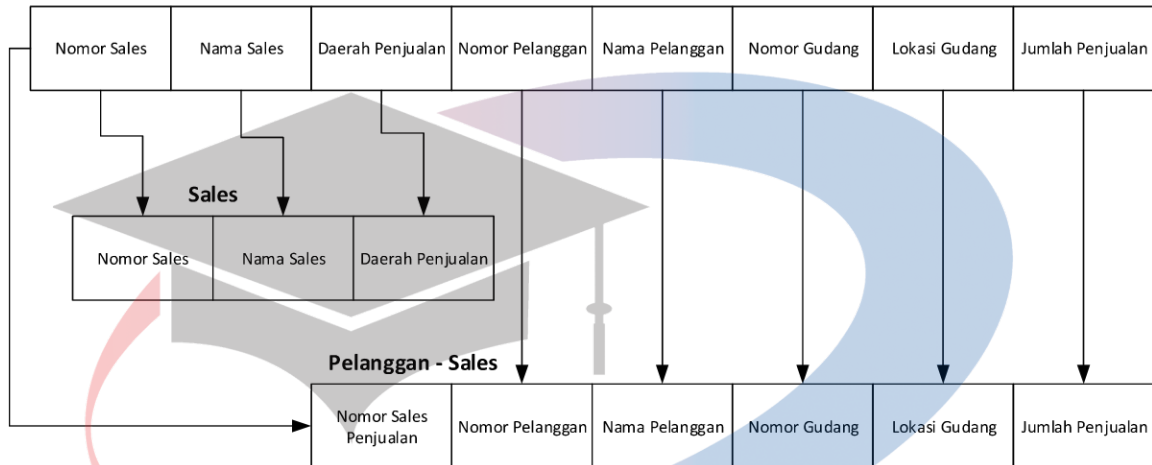 Nomor Sales
Nama Sales
Daerah Penjualan
Nomor Pelanggan
Nama Pelanggan
Nomor Gudang
Lokasi Gudang
Jumlah Penjualan
Sales
Nomor Sales
Nama Sales
Daerah Penjualan
Pelanggan - Sales
Nomor Sales
Penjualan
Nomor Pelanggan
Nama Pelanggan
Nomor Gudang
Lokasi Gudang
Jumlah Penjualan